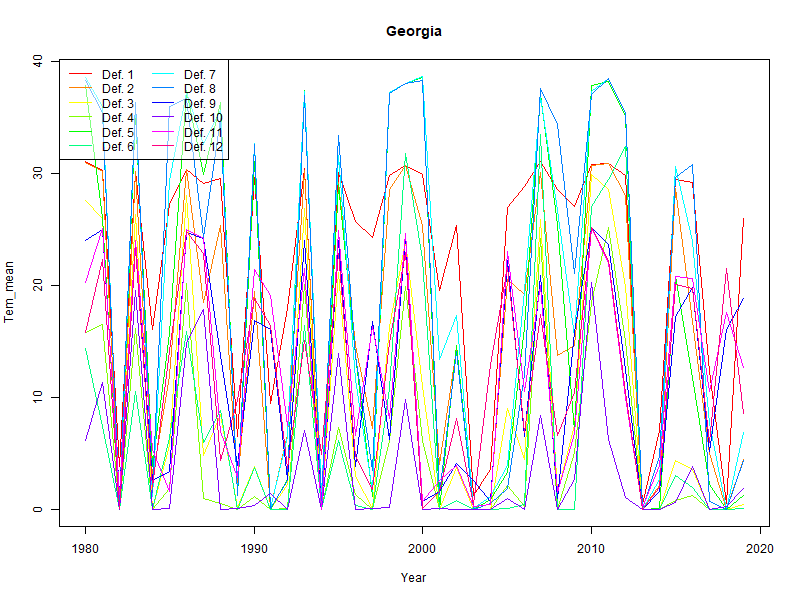 Georgia
Def. 1 Def. 7
Def. 2 Def. 8
Def. 3 Def. 9
Def. 4 Def. 10
Def. 5 Def. 11
Def. 6 Def. 12
40
30
20
10
0
Tem_mean
1980 1990 2000 2010 2020
Year